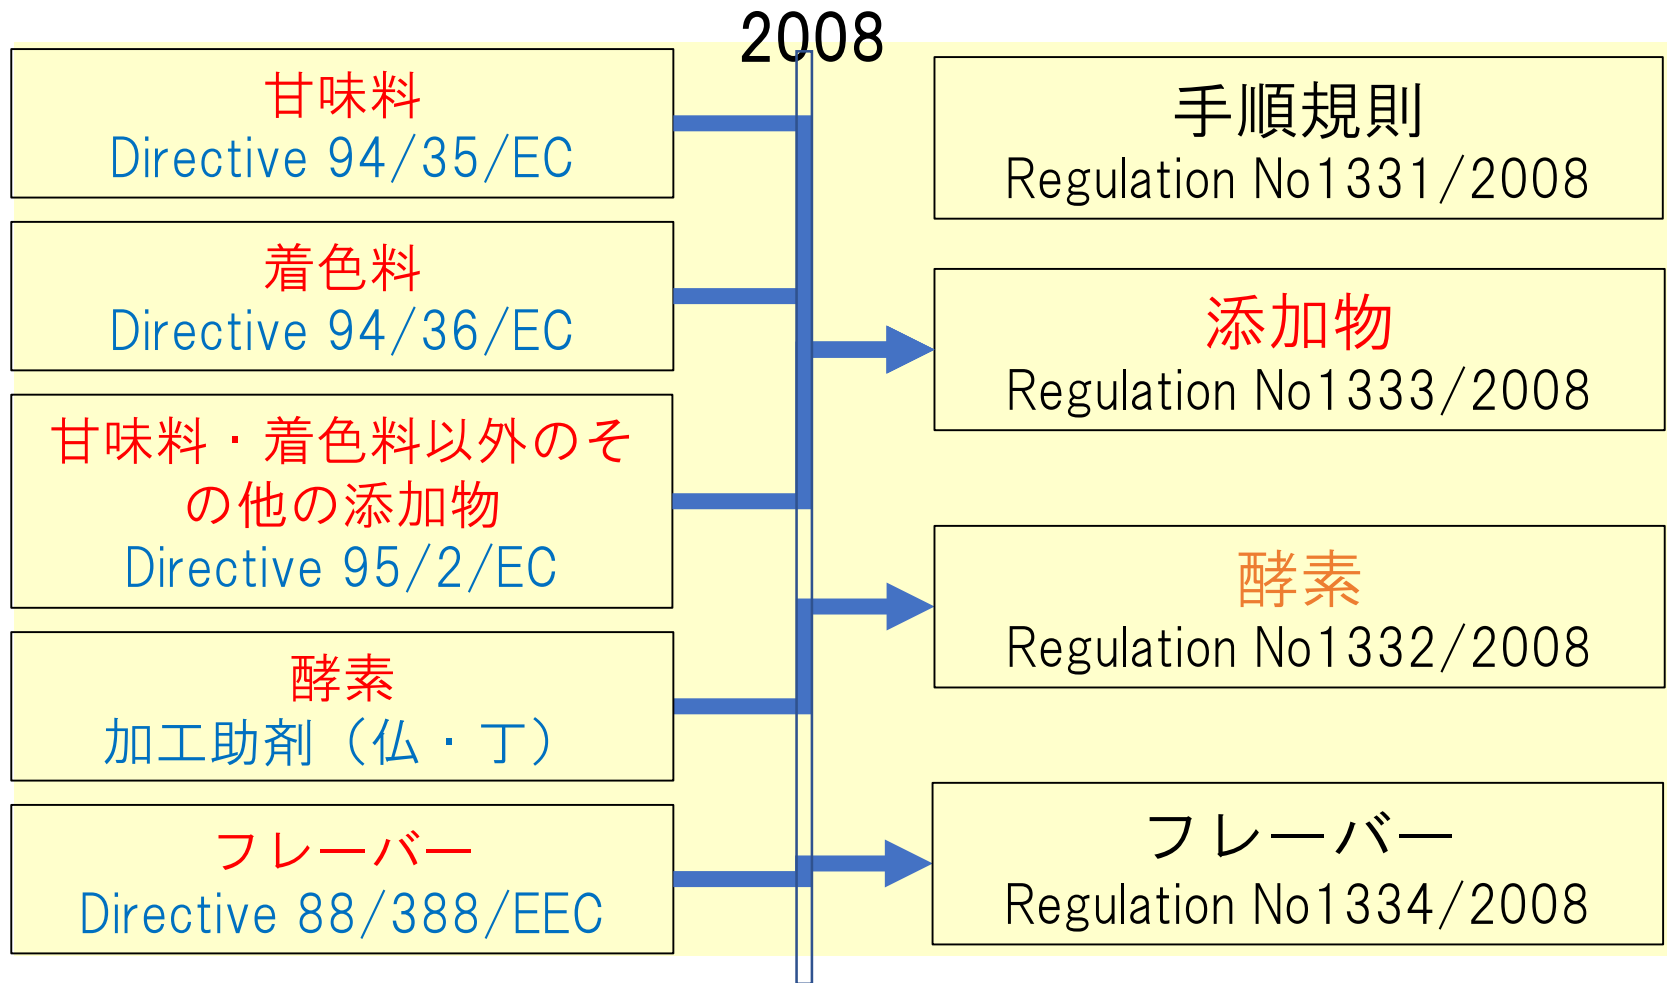 2008
甘味料
Directive 94/35/EC
着色料
Directive 94/36/EC
甘味料・着色料以外のそ
の他の添加物
Directive 95/2/EC
酵素
加工助剤（仏・丁）
フレーバー
Directive 88/388/EEC
手順規則
Regulation No1331/2008
添加物
Regulation No1333/2008
酵素
Regulation No1332/2008
フレーバー
Regulation No1334/2008